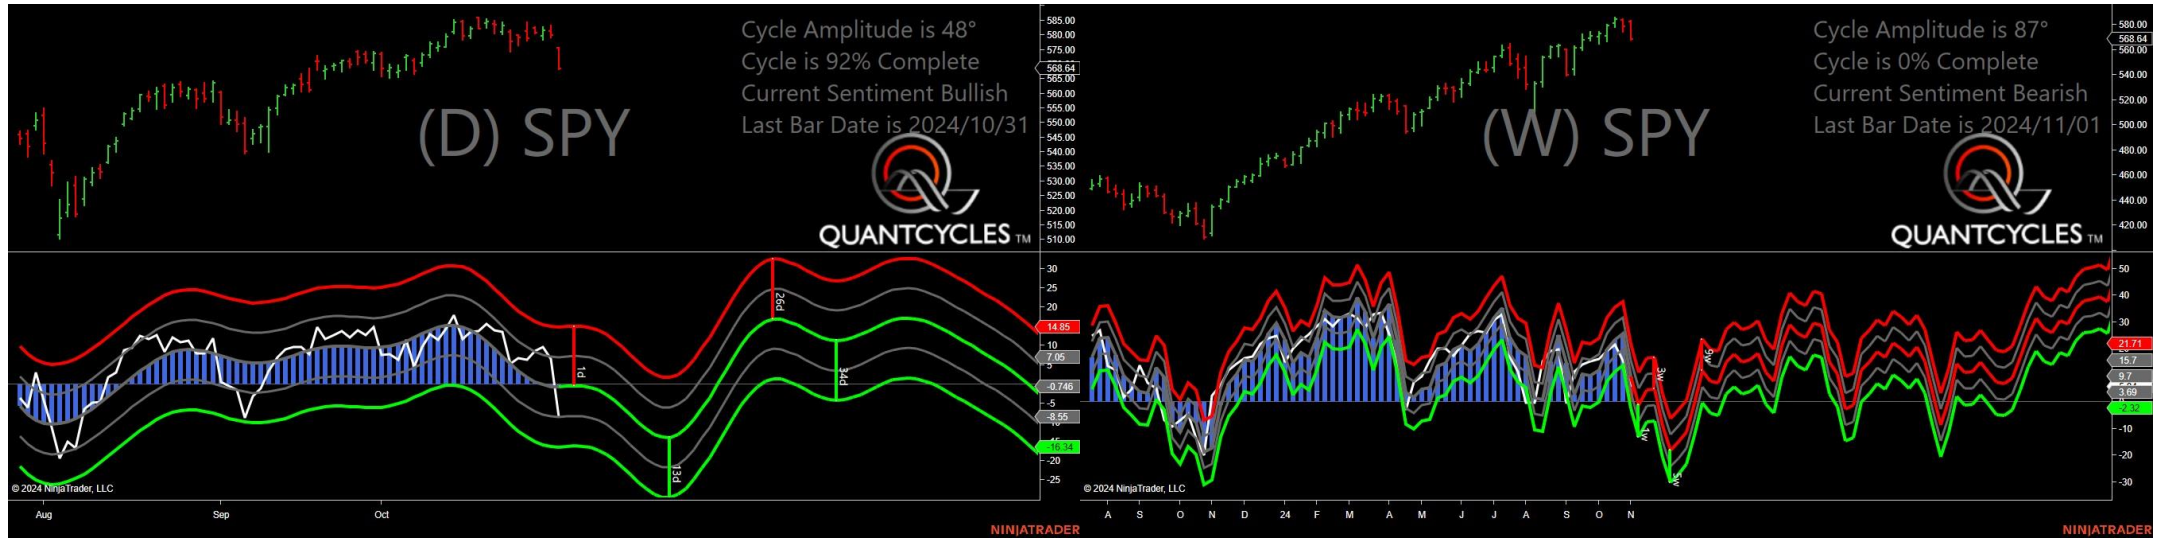 Cycle Amplitude is 48°
Cycle is 92% Complete
Current Sentiment Bullish
Last Bar Date is 2024/10/31
(D) SPY
QUANTCYCLES TM
585.00
580.00
575.00
568.64
565.00
560.00
555.00
550.00
545.00
540.00
535.00
530.00
525.00
520.00
515.00
510.00
30
25
20
14.85
10
7.05
5
-0.746
-5
-8.55
-16.34
-20
-25
1d
13d
26d
34d
© 2024 NinjaTrader, LLC
Aug Sep Oct
NINJATRADER
Cycle Amplitude is 87°
Cycle is 0% Complete
Current Sentiment Bearish
Last Bar Date is 2024/11/01
(W) SPY
QUANTCYCLES TM
580.00
568.64
560.00
540.00
520.00
500.00
480.00
460.00
440.00
420.00
50
40
30
21.71
15.7
9.7
3.69
-2.32
-10
-20
-30
1w
3w
9w
© 2024 NinjaTrader, LLC
A S O N D 24 F M A M J J A S O N
NINJATRADER